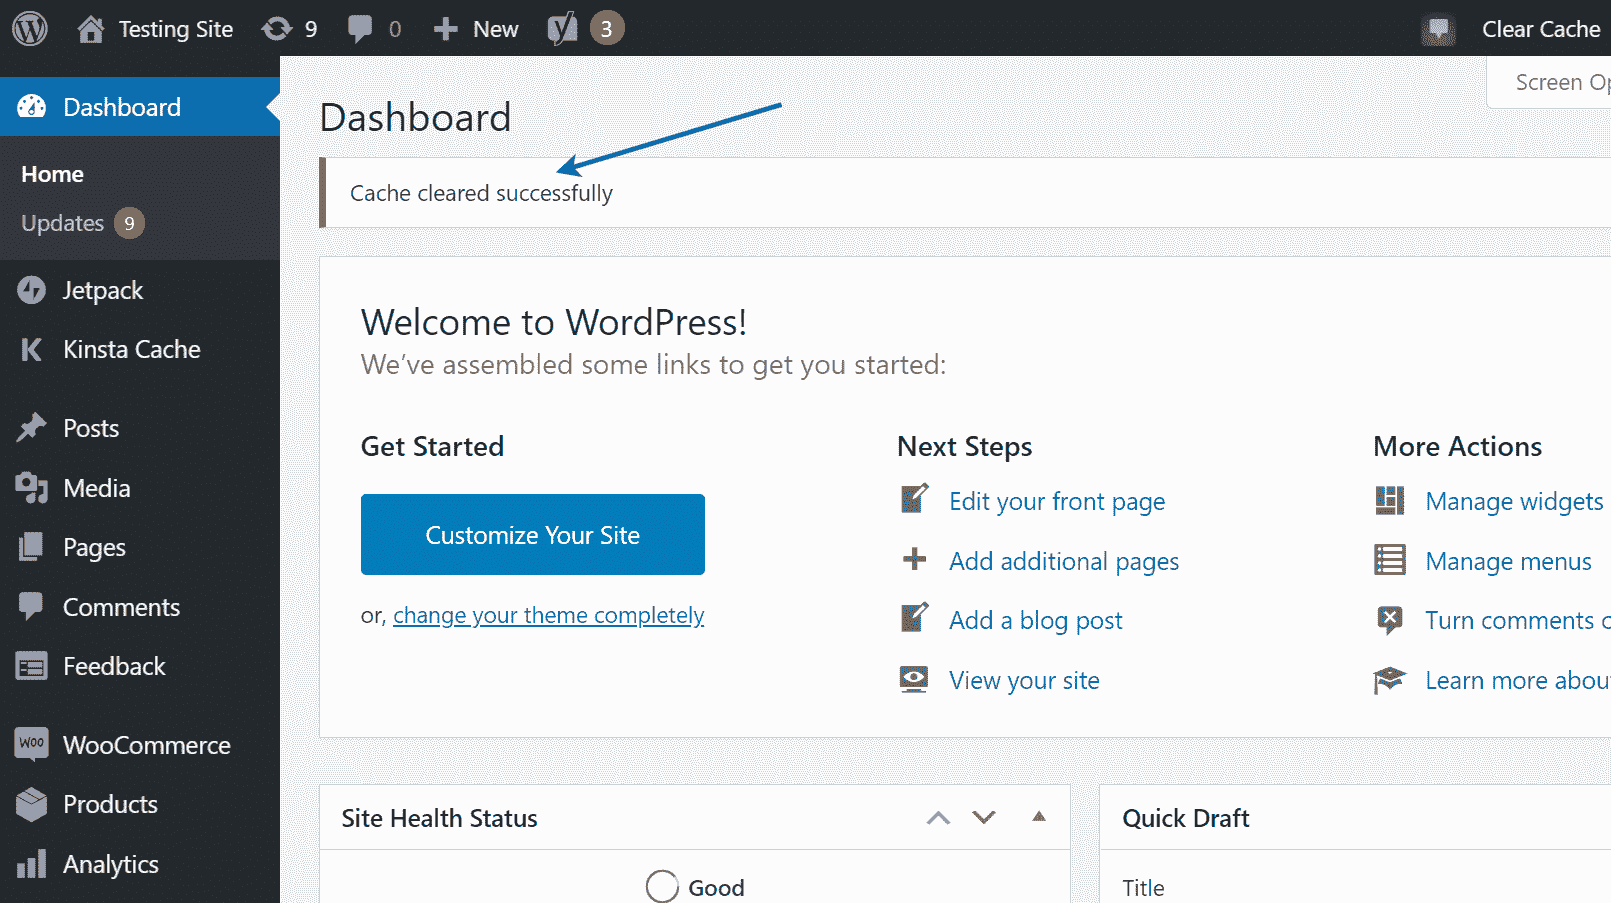 Testing Site 9 0 New 3 Clear Cache
Screen Op
Dashboard
Home
Updates 9
Jetpack
Kinsta Cache
Posts
Media
Pages
Comments
Feedback
WOO WooCommerce
Products
Analytics
Dashboard
Cache cleared successfully
Welcome to WordPress!
We've assembled some links to get you started:
Get Started
Customize Your Site
or, change your theme completely
Next Steps
Edit your front page
Add additional pages
Add a blog post
View your site
More Actions
Manage widgets
Manage menus
Turn comments o
Learn more abou
Site Health Status
Good
Quick Draft
Title